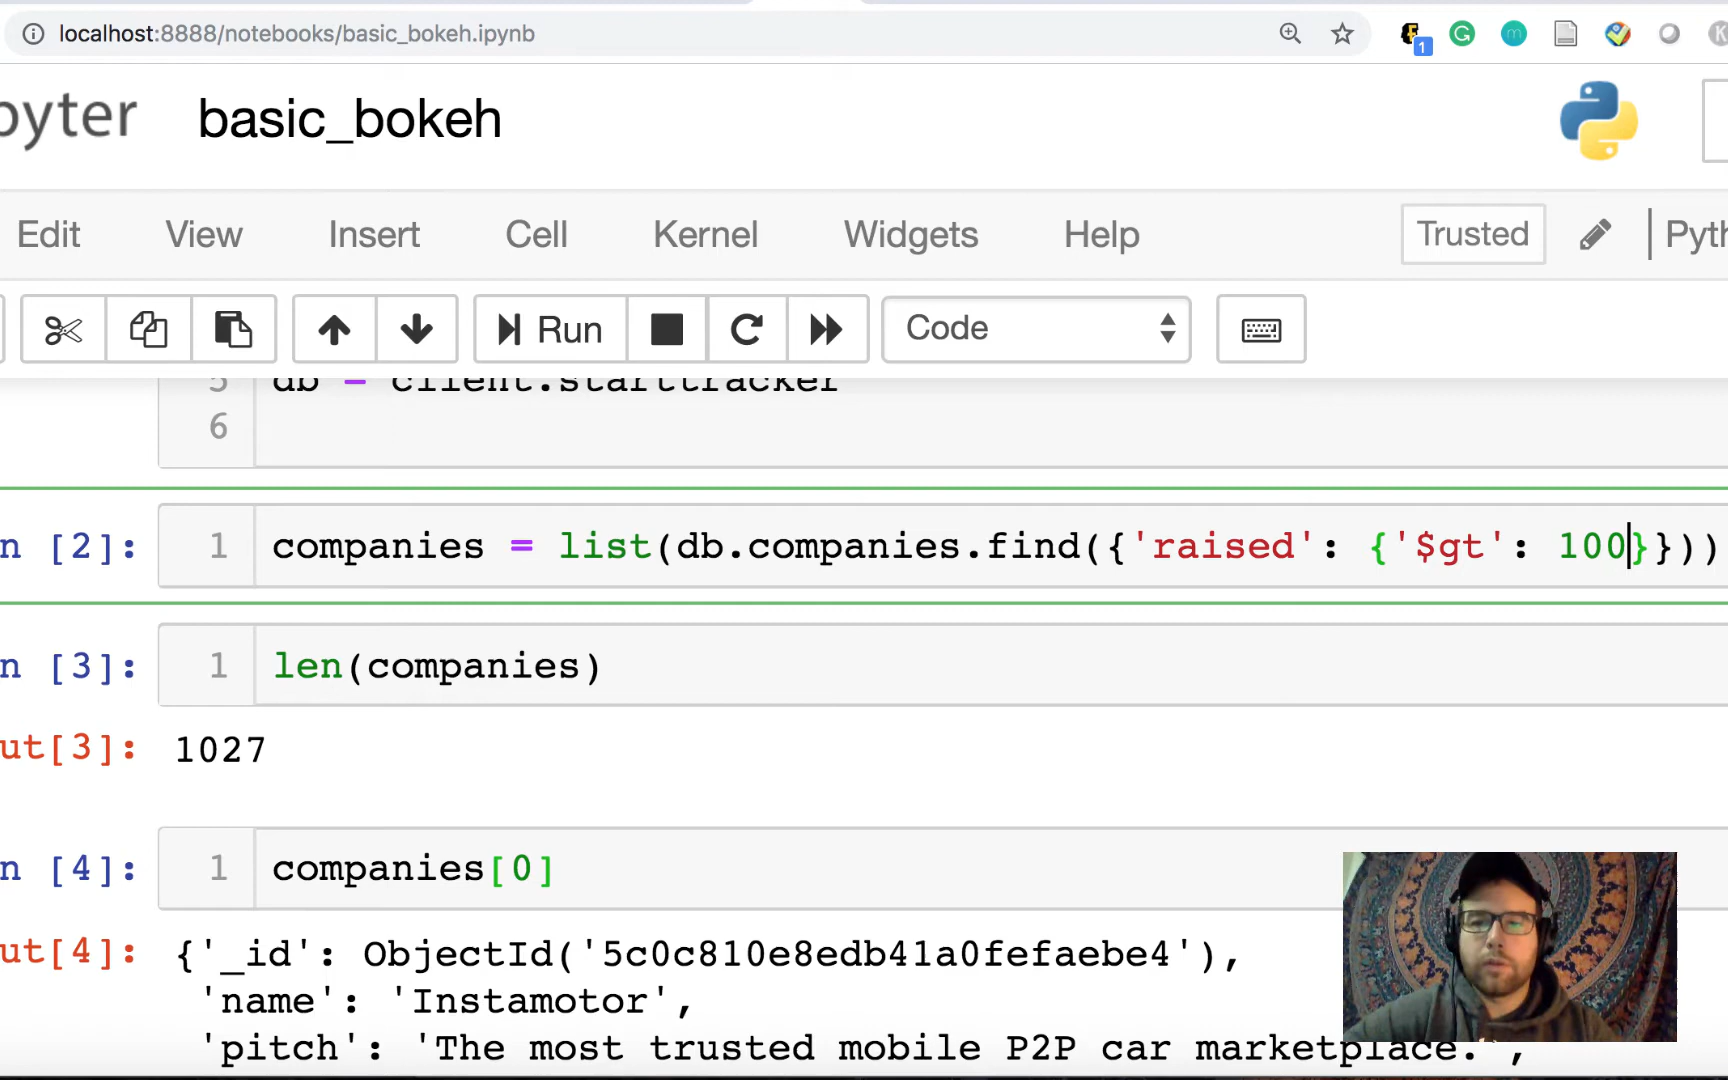 localhost:8888/notebooks/basic_bokeh.ipynb
1
pyter basic_bokeh
Edit View Insert Cell Kernel Widgets Help Trusted Pyth
Run Code
5 db = client.starttracker
6
n [2]: 1 companies = list(db.companies.find({'raised': {'$gt': 100}}))
n [3]: 1 len(companies)
ut[3]: 1027
n [4]: 1 companies[0]
ut[4]: {'_id': ObjectId('5c0c810e8edb41a0fefaebe4'),
'name': 'Instamotor',
'pitch': 'The most trusted mobile P2P car marketplace.',